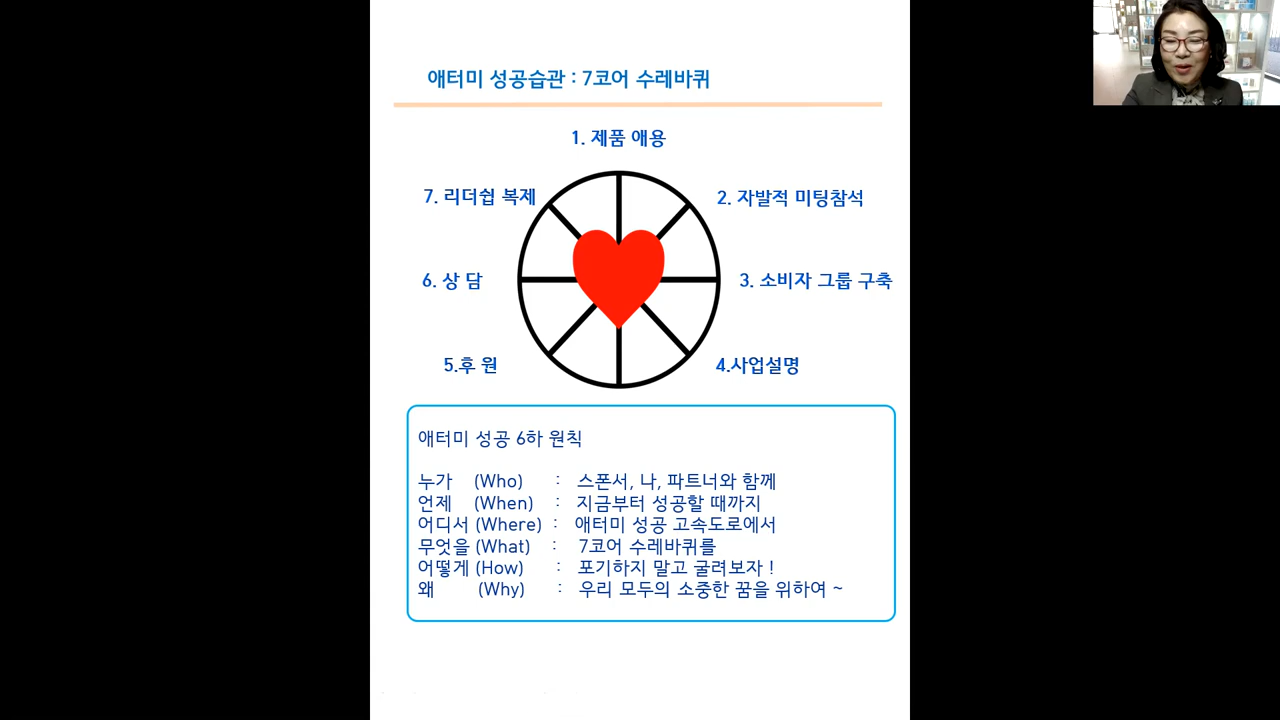 애터미 성공습관 : 7코어 수레바퀴
1. 제품 애용
7. 리더쉽 복제
2. 자발적 미팅참석
6. 상 담
3. 소비자 그룹 구축
5.후 원
4.사업설명
애터미 성공 6하 원칙
누가 (Who) : 스폰서, 나, 파트너와 함께
언제 (When) : 지금부터 성공할 때까지
어디서 (Where) : 애터미 성공 고속도로에서
무엇을 (What) : 7코어 수레바퀴를
어떻게 (How) : 포기하지 말고 굴려보자 !
왜 (Why) : 우리 모두의 소중한 꿈을 위하여 ~